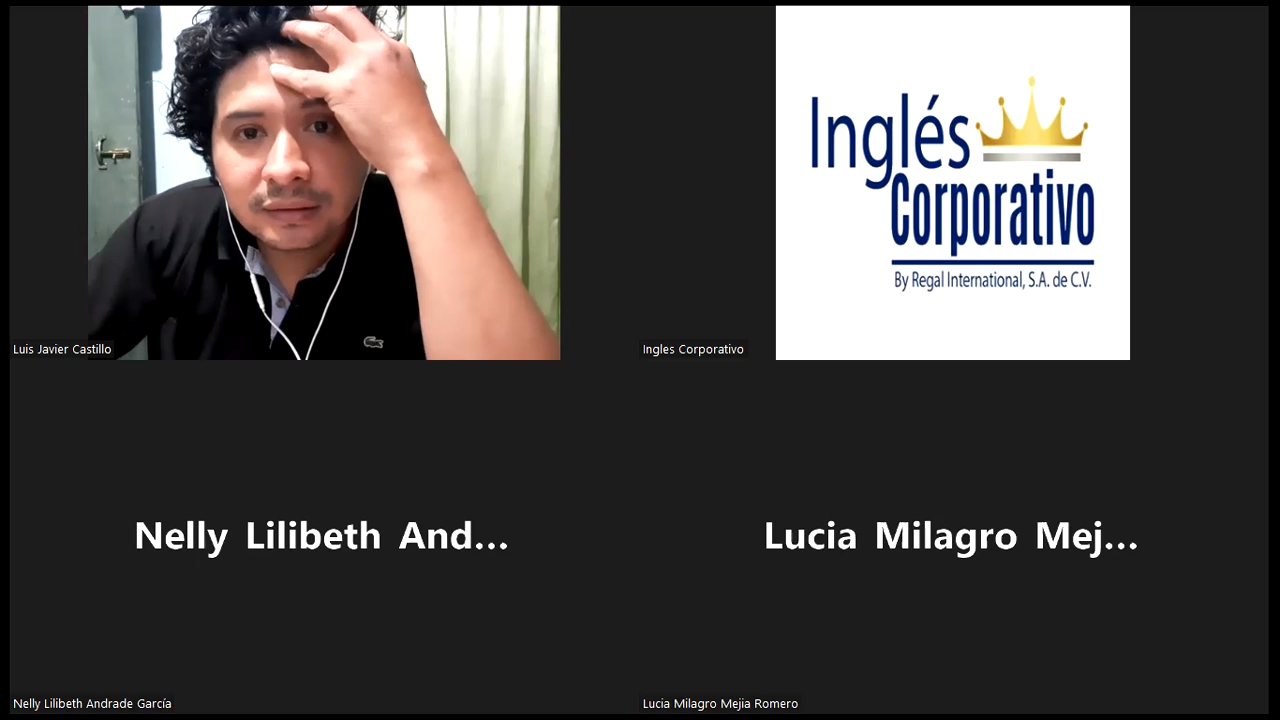 Inglés
Corporativo
By Regal International, S.A. de C.V.
Luis Javier Castillo
Ingles Corporativo
Nelly Lilibeth And...
Lucia Milagro Mej...
Nelly Lilibeth Andrade García
Lucia Milagro Mejia Romero